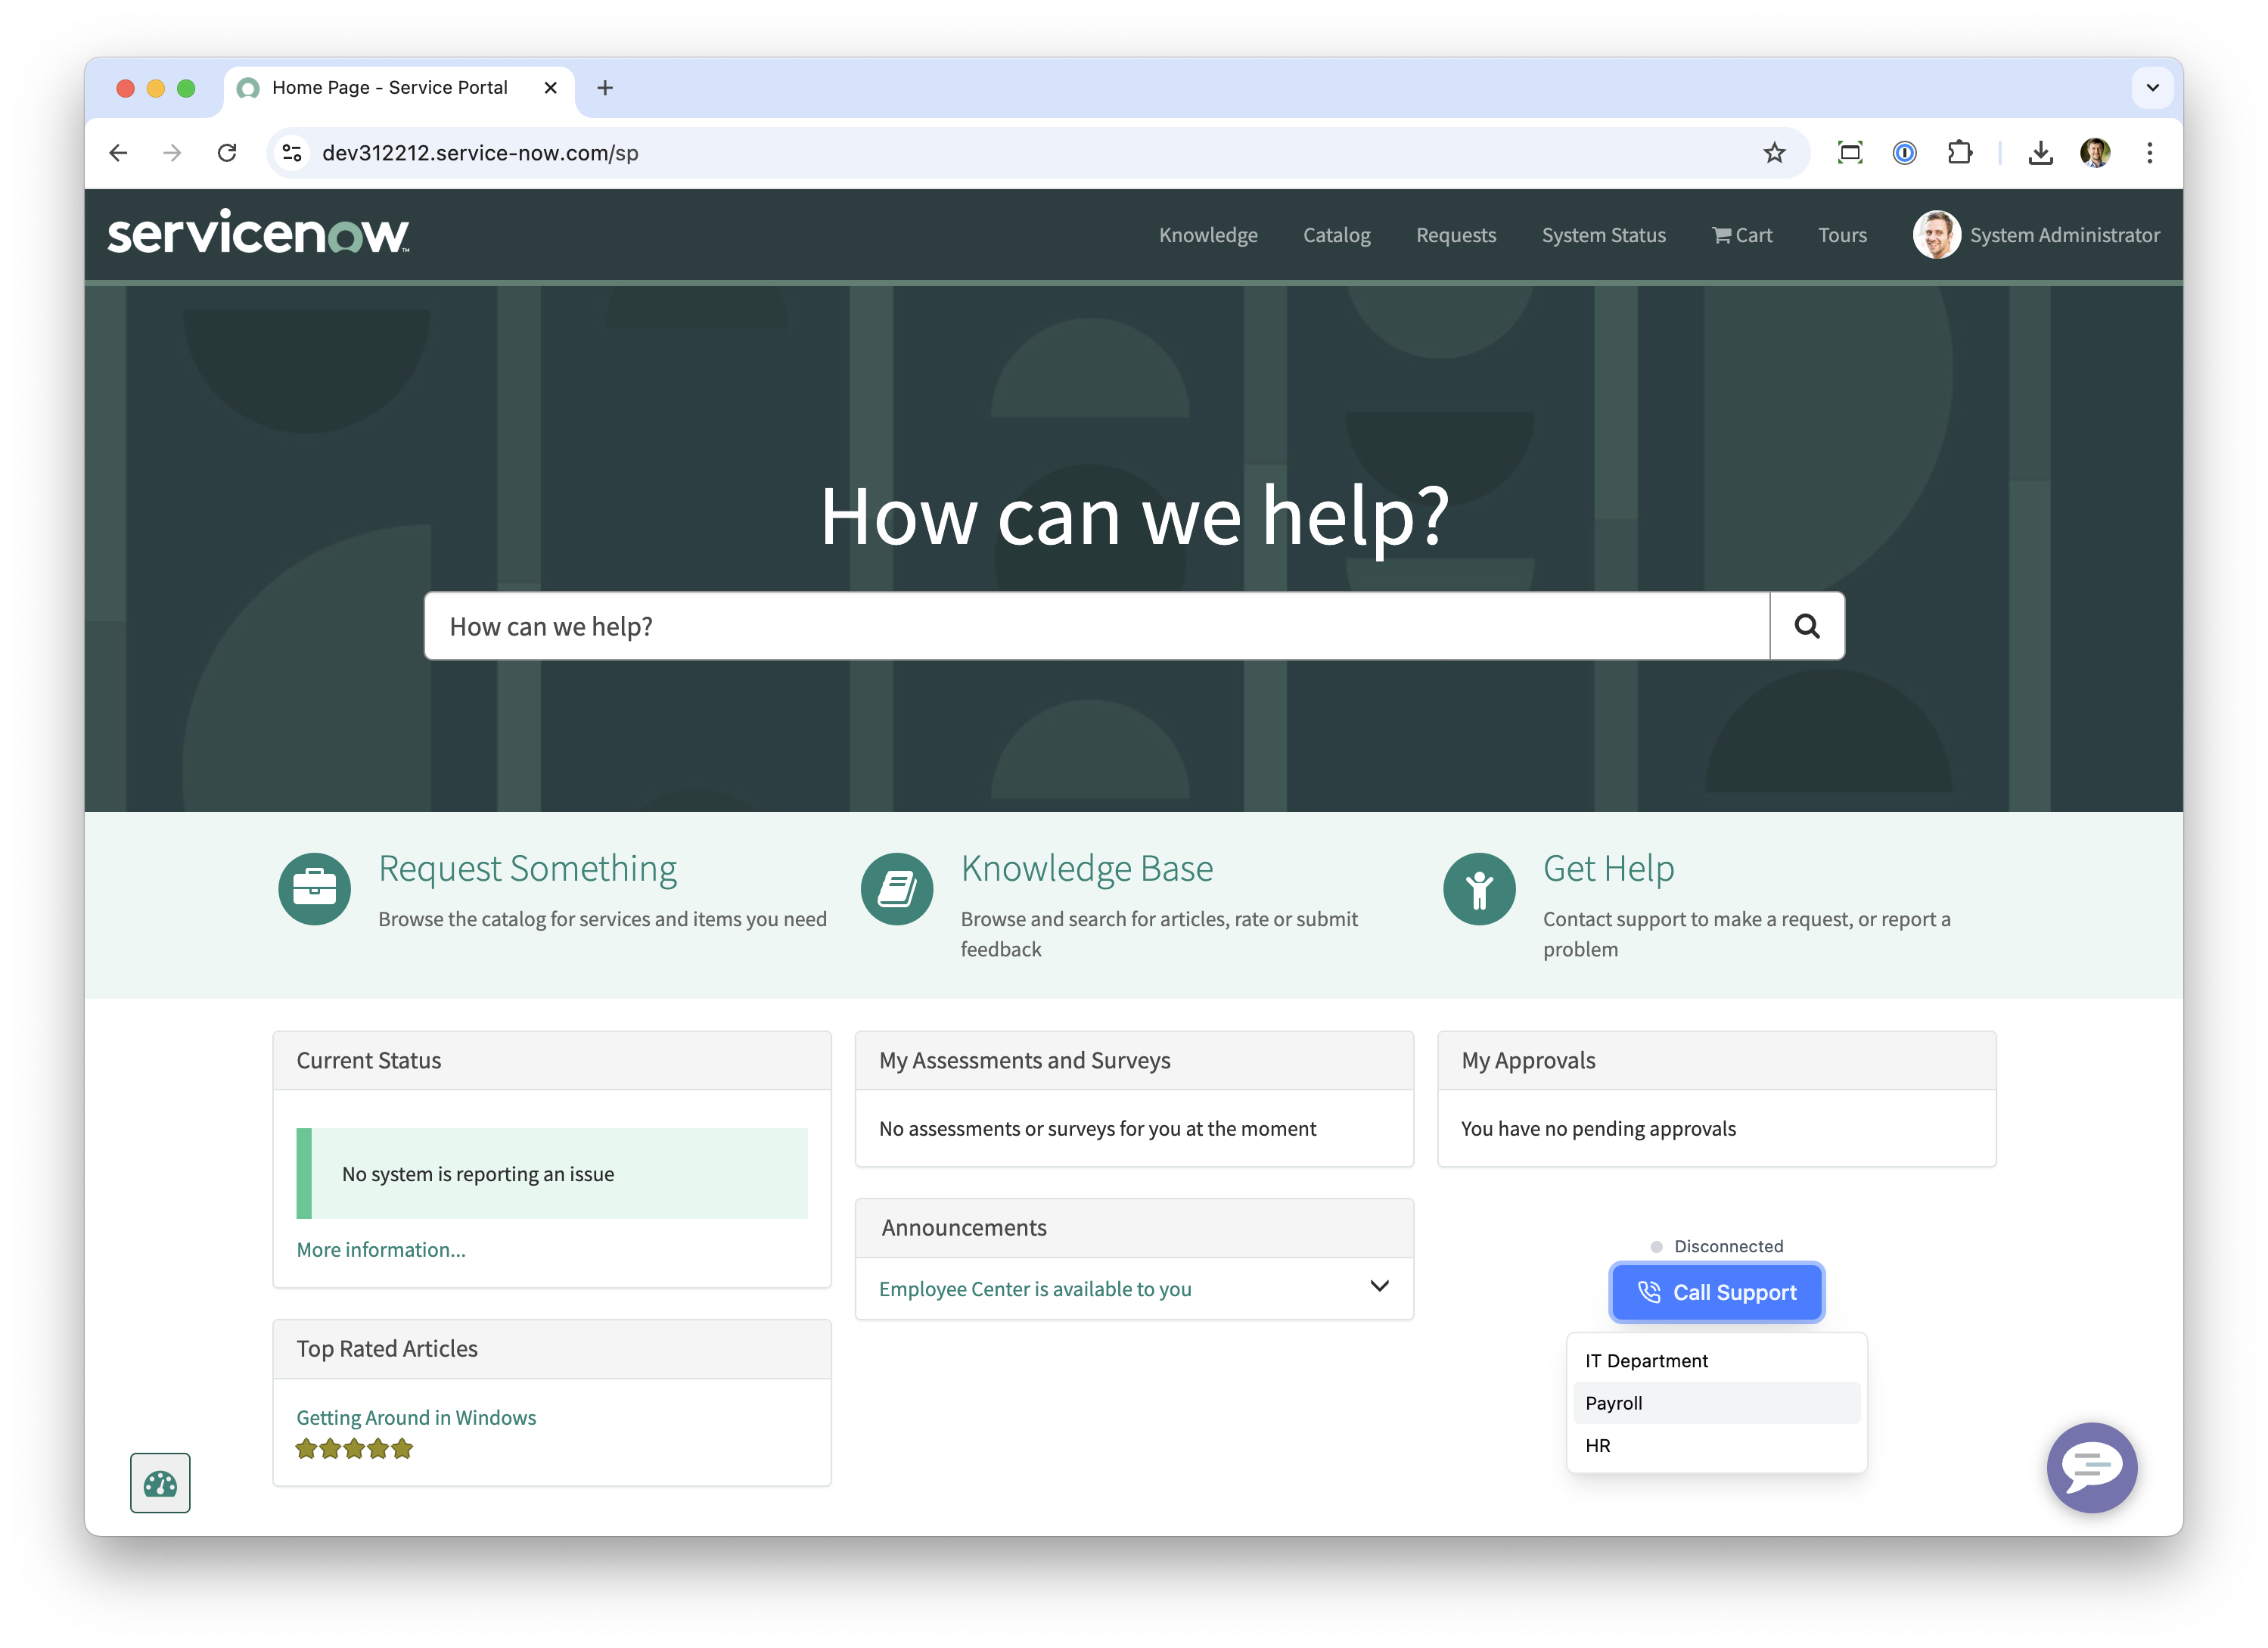 Home Page - Service Portal
dev312212.service-now.com/sp
servicenow™
Knowledge
Catalog
Requests
System Status
Cart
Tours
System Administrator
How can we help?
How can we help?
Request Something
Browse the catalog for services and items you need
Knowledge Base
Browse and search for articles, rate or submit
feedback
Get Help
Contact support to make a request, or report a
problem
Current Status
No system is reporting an issue
More information...
Top Rated Articles
Getting Around in Windows
My Assessments and Surveys
No assessments or surveys for you at the moment
Announcements
Employee Center is available to you
My Approvals
You have no pending approvals
Disconnected
Call Support
IT Department
Payroll
HR